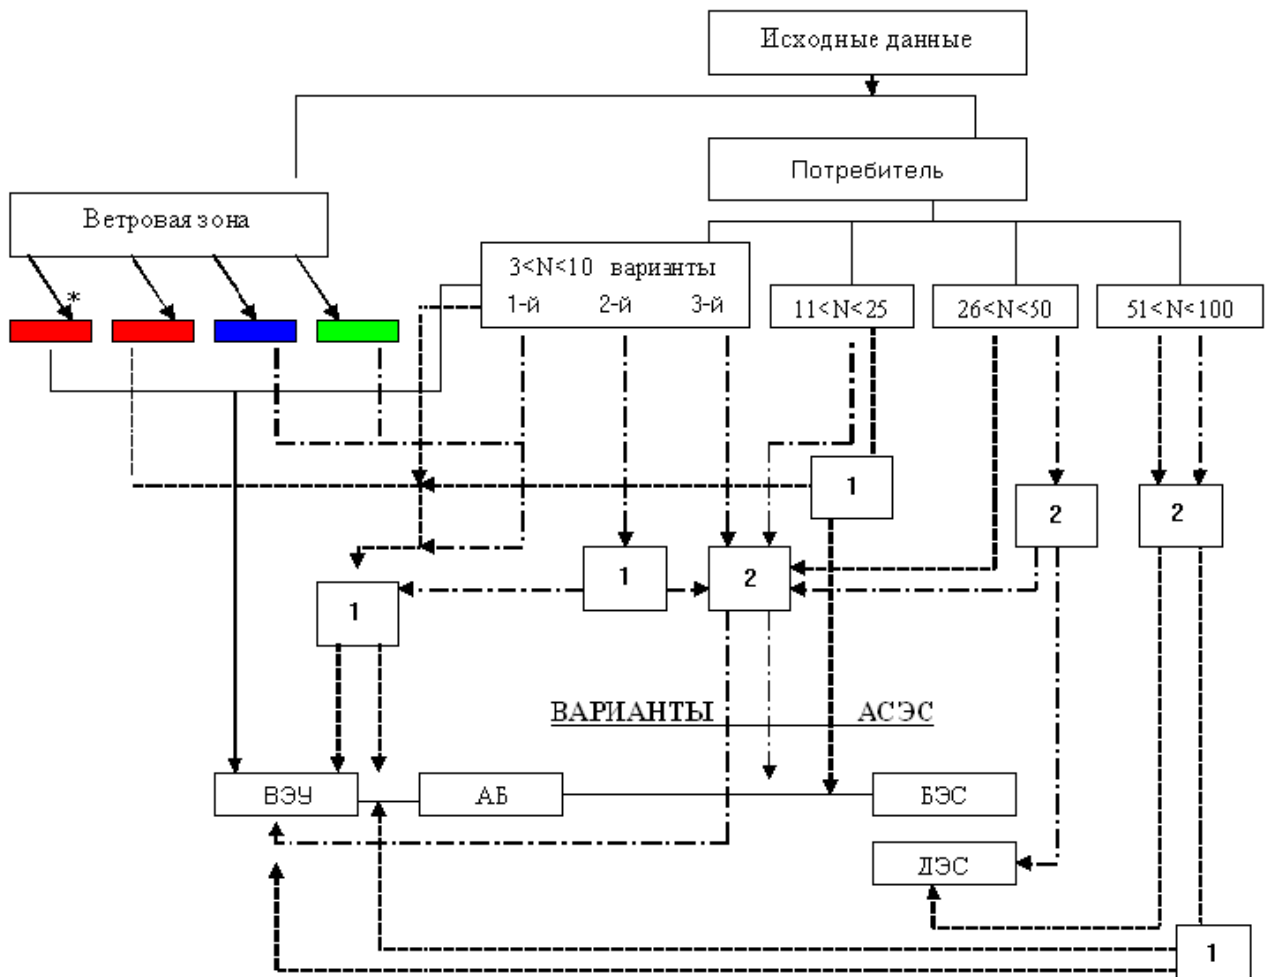 Исходные данные
Потребитель
Ветровая зона
3<N<10 варианты
1-й 2-й 3-й
11<N<25
26<N<50
51<N<100
*
1
2
2
1
2
1
ВАРИАНТЫ АСЭС
ВЭУ
АБ
БЭС
ДЭС
1